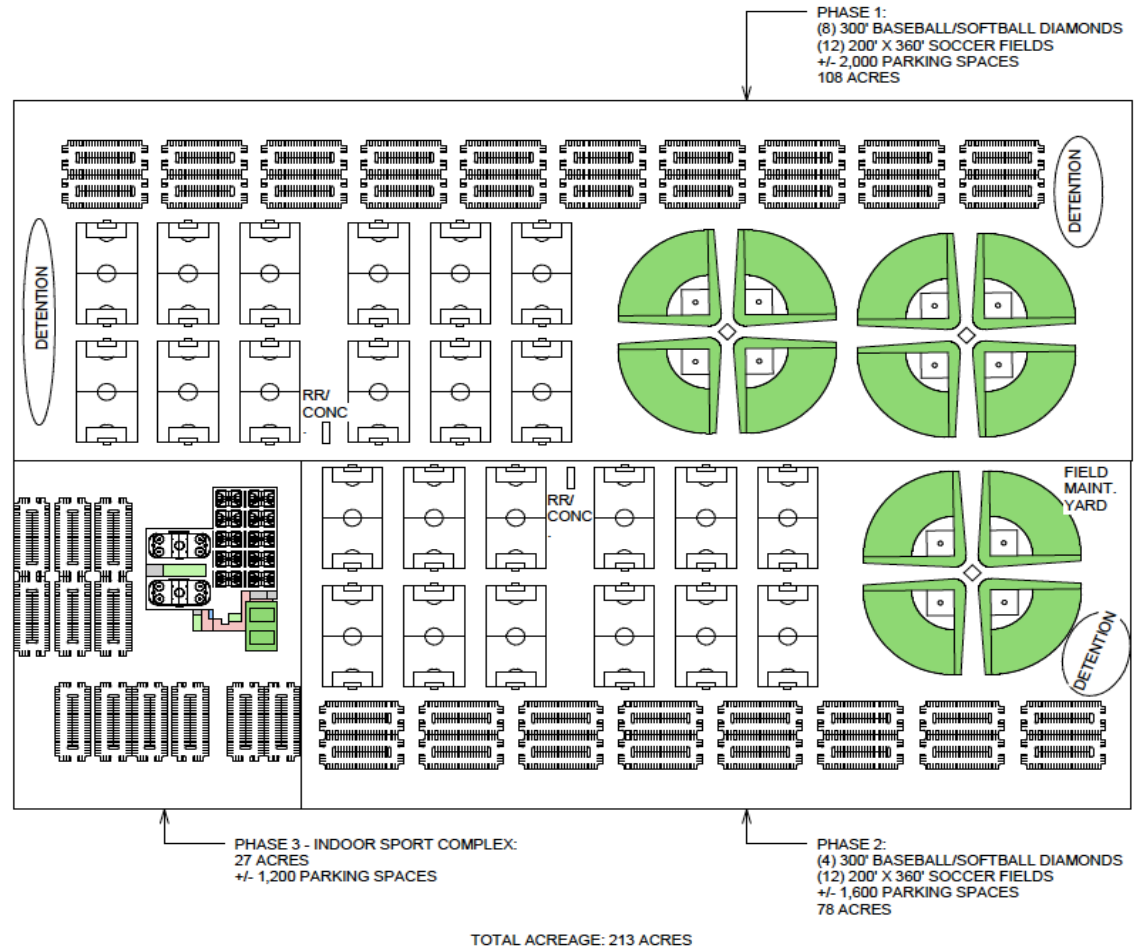 PHASE 1:
(8) 300' BASEBALL/SOFTBALL DIAMONDS
(12) 200' X 360' SOCCER FIELDS
+/- 2,000 PARKING SPACES
108 ACRES
DETENTION
DETENTION
RR/
CONC
.
RR/
CONC
.
FIELD
MAINT.
YARD
DETENTION
PHASE 3 - INDOOR SPORT COMPLEX:
27 ACRES
+/- 1,200 PARKING SPACES
PHASE 2:
(4) 300' BASEBALL/SOFTBALL DIAMONDS
(12) 200' X 360' SOCCER FIELDS
+/- 1,600 PARKING SPACES
78 ACRES
TOTAL ACREAGE: 213 ACRES